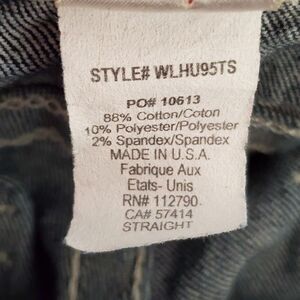 STYLE# WLHU95TS
PO# 10613
88% Cotton/Coton
10% Polyester/Polyester
2% Spandex/Spandex
MADE IN U.S.A.
Fabrique Aux
Etats- Unis
RN# 112790
CA# 57414
STRAIGHT